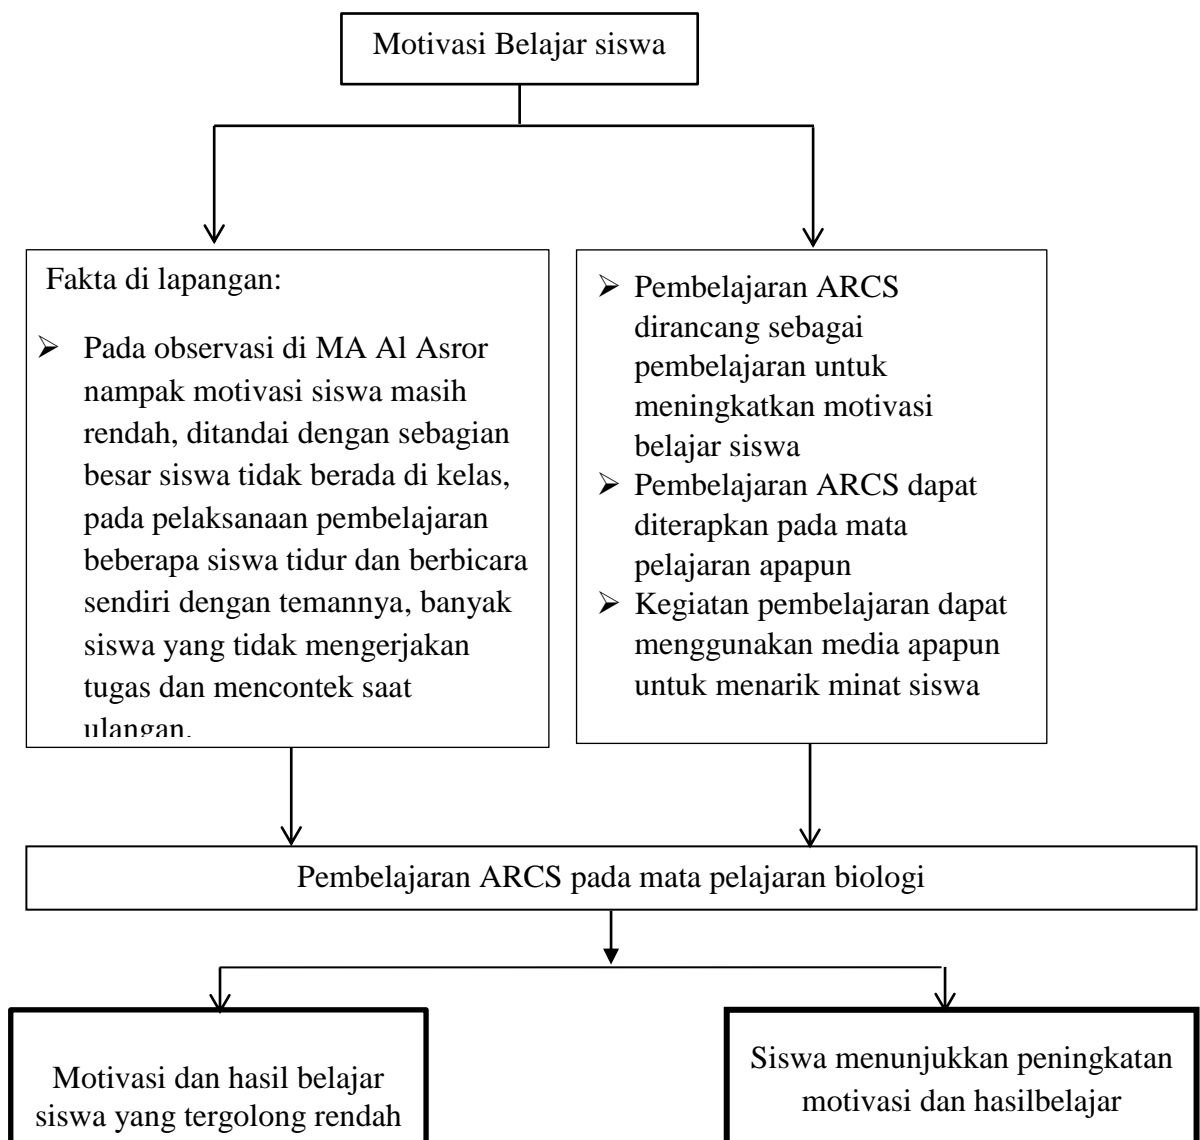 Motivasi Belajar siswa
Fakta di lapangan:
➢ Pada observasi di MA Al Asror
nampak motivasi siswa masih
rendah, ditandai dengan sebagian
besar siswa tidak berada di kelas,
pada pelaksanaan pembelajaran
beberapa siswa tidur dan berbicara
sendiri dengan temannya, banyak
siswa yang tidak mengerjakan
tugas dan mencontek saat
ulangan.
➢ Pembelajaran ARCS
dirancang sebagai
pembelajaran untuk
meningkatkan motivasi
belajar siswa
➢ Pembelajaran ARCS dapat
diterapkan pada mata
pelajaran apapun
➢ Kegiatan pembelajaran dapat
menggunakan media apapun
untuk menarik minat siswa
Pembelajaran ARCS pada mata pelajaran biologi
Motivasi dan hasil belajar
siswa yang tergolong rendah
Siswa menunjukkan peningkatan
motivasi dan hasilbelajar